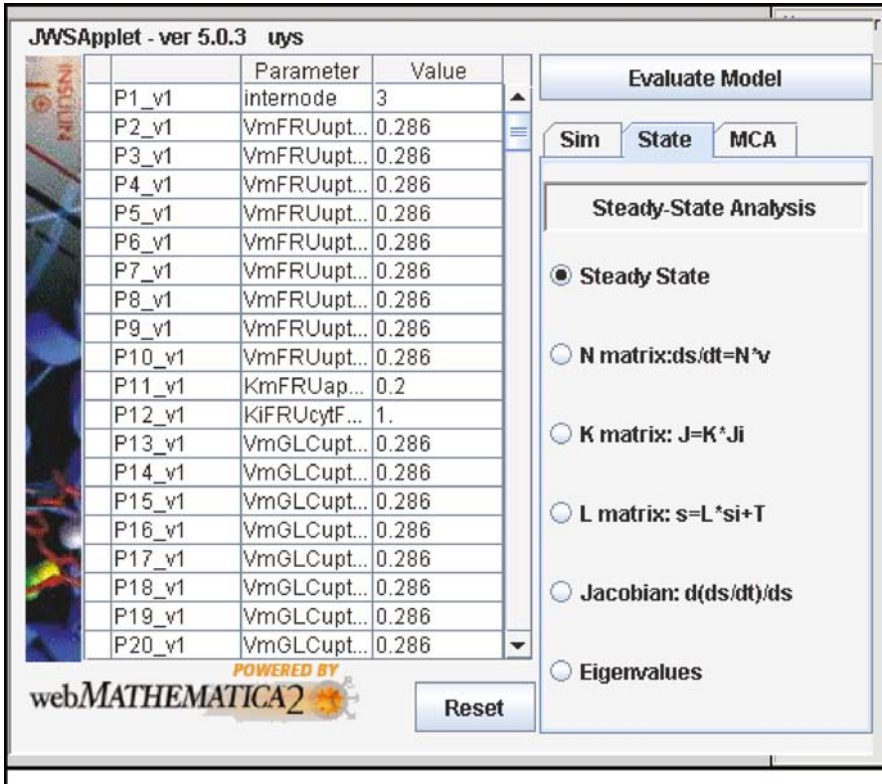 JWSApplet - ver 5.0.3 uys
INSULIN
Parameter Value
P1_v1 internode 3
P2_v1 VmFRUupt... 0.286
P3_v1 VmFRUupt... 0.286
P4_v1 VmFRUupt... 0.286
P5_v1 VmFRUupt... 0.286
P6_v1 VmFRUupt... 0.286
P7_v1 VmFRUupt... 0.286
P8_v1 VmFRUupt... 0.286
P9_v1 VmFRUupt... 0.286
P10_v1 VmFRUupt... 0.286
P11_v1 KmFRUap... 0.2
P12_v1 KiFRUcytF... 1.
P13_v1 VmGLCupt... 0.286
P14_v1 VmGLCupt... 0.286
P15_v1 VmGLCupt... 0.286
P16_v1 VmGLCupt... 0.286
P17_v1 VmGLCupt... 0.286
P18_v1 VmGLCupt... 0.286
P19_v1 VmGLCupt... 0.286
P20_v1 VmGLCupt... 0.286
POWERED BY
webMATHEMATICA2
Reset
Evaluate Model
Sim State MCA
Steady-State Analysis
Steady State
N matrix:ds/dt=N*v
K matrix: J=K*Ji
L matrix: s=L*si+T
Jacobian: d(ds/dt)/ds
Eigenvalues